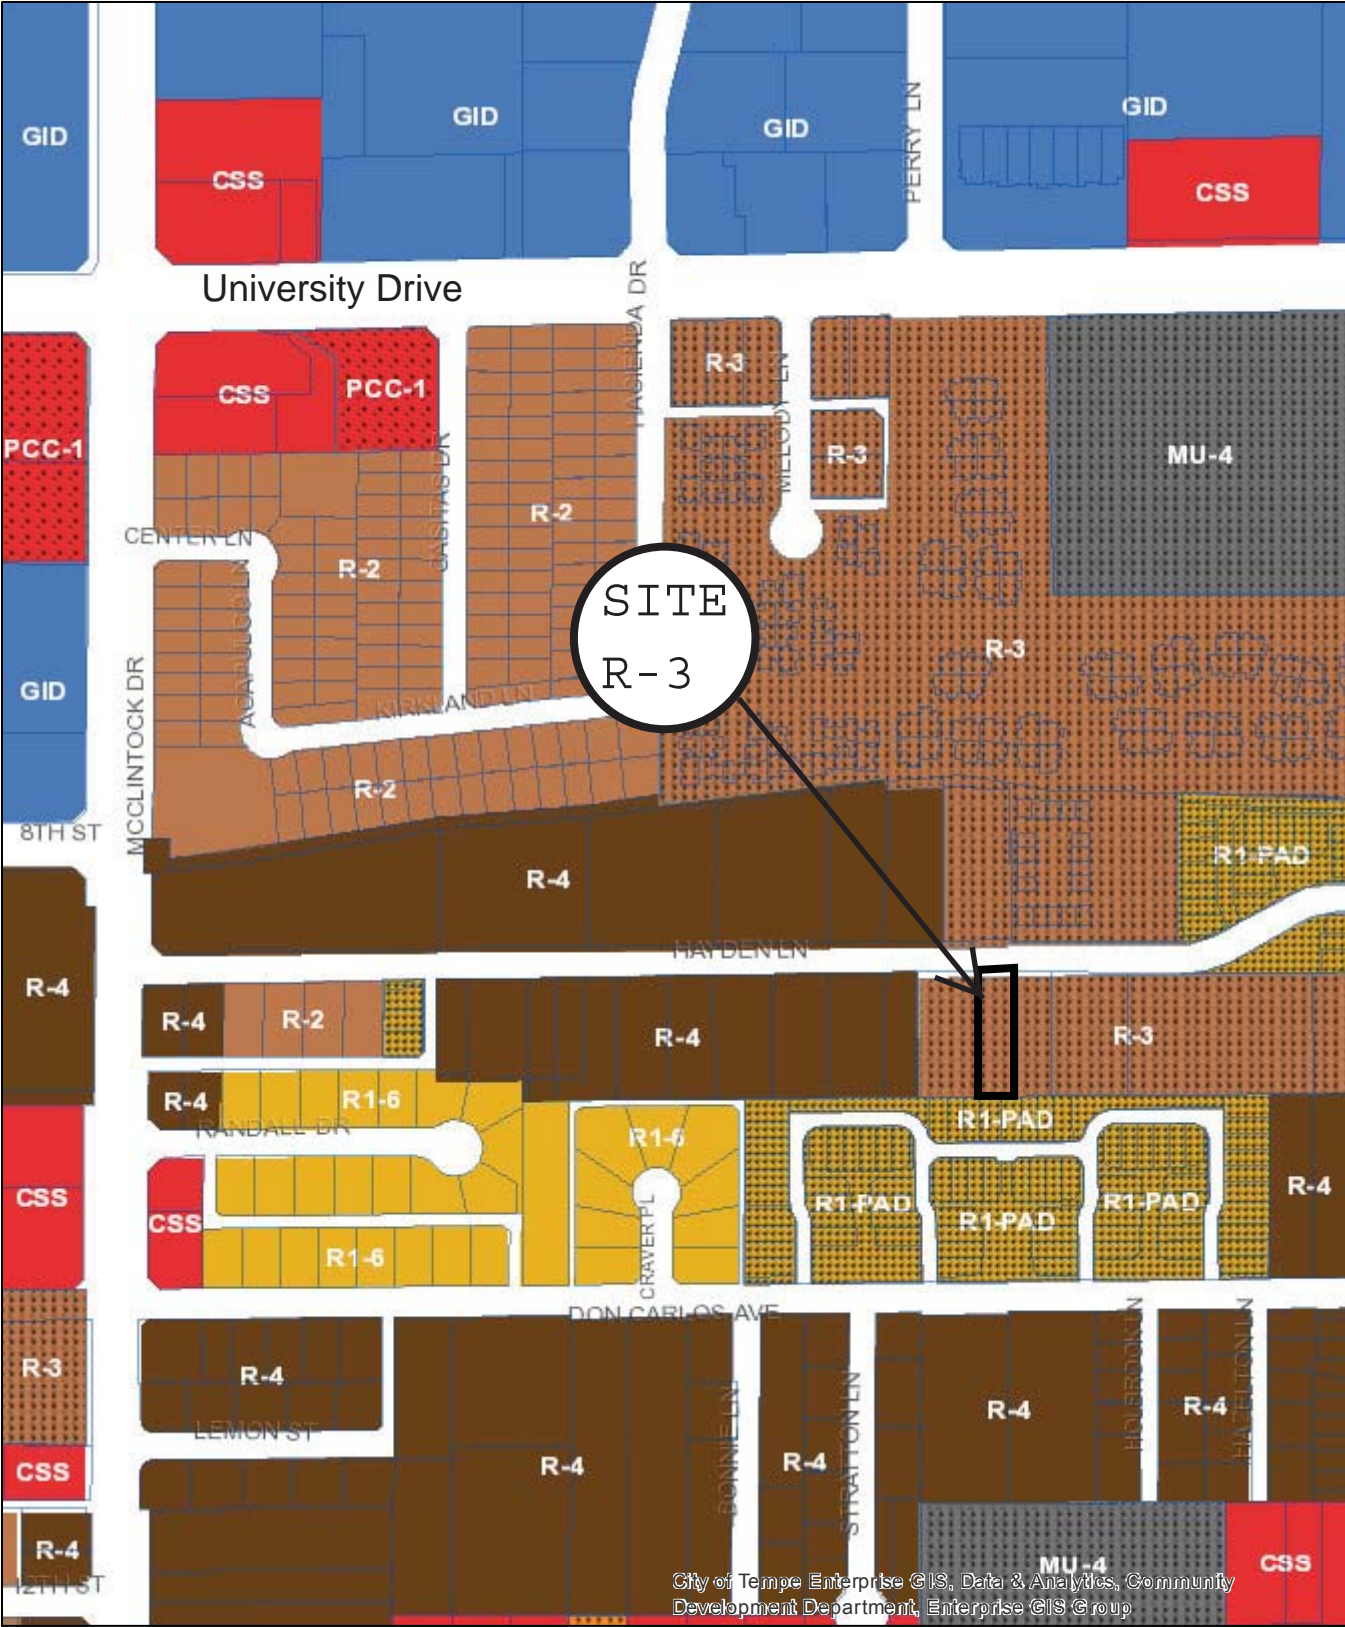 GID
GID
GID
GID
CSS
CSS
PERRY LN
University Drive
HACIENDA DR
R-3
CSS
PCC-1
PCC-1
MELODY LN
R-3
MU-4
CASITAS DR
R-2
CENTER LN
R-2
ACAPULCO LN
SITE
R-3
R-3
GID
MCCLINTOCK DR
KIRKLAND LN
R-2
8TH ST
R1-PAD
R-4
HAYDEN LN
R-4
R-4
R-2
R-4
R-3
R-4
R1-6
RANDALL DR
R1-6
R1-PAD
CSS
CSS
R1-PAD
R1-PAD
R1-PAD
R-4
R1-6
CRAVER PL
DON CARLOS AVE
R-3
R-4
LEMON ST
BONNIE LN
STRATTON LN
R-4
HOLBROOK LN
R-4
HAZELTON LN
CSS
R-4
R-4
R-4
12TH ST
MU-4
CSS
City of Tempe Enterprise GIS, Data & Analytics, Community
Development Department, Enterprise GIS Group